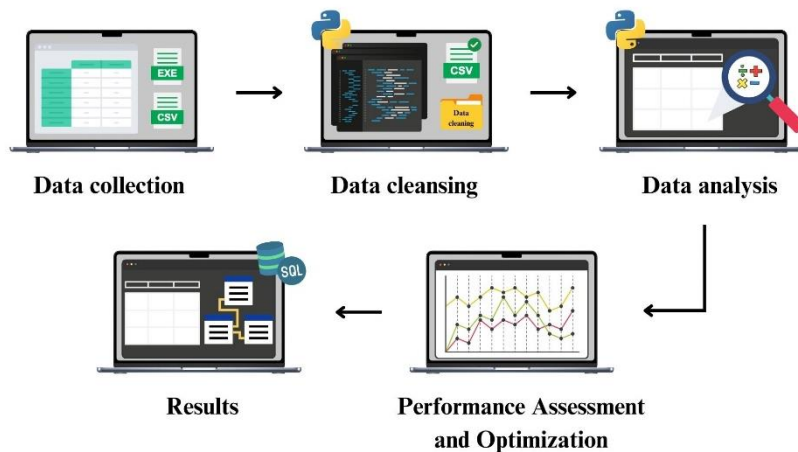 EXE
CSV
Data collection
CSV
Data
cleaning
Data cleansing
Data analysis
SQL
Results
Performance Assessment
and Optimization